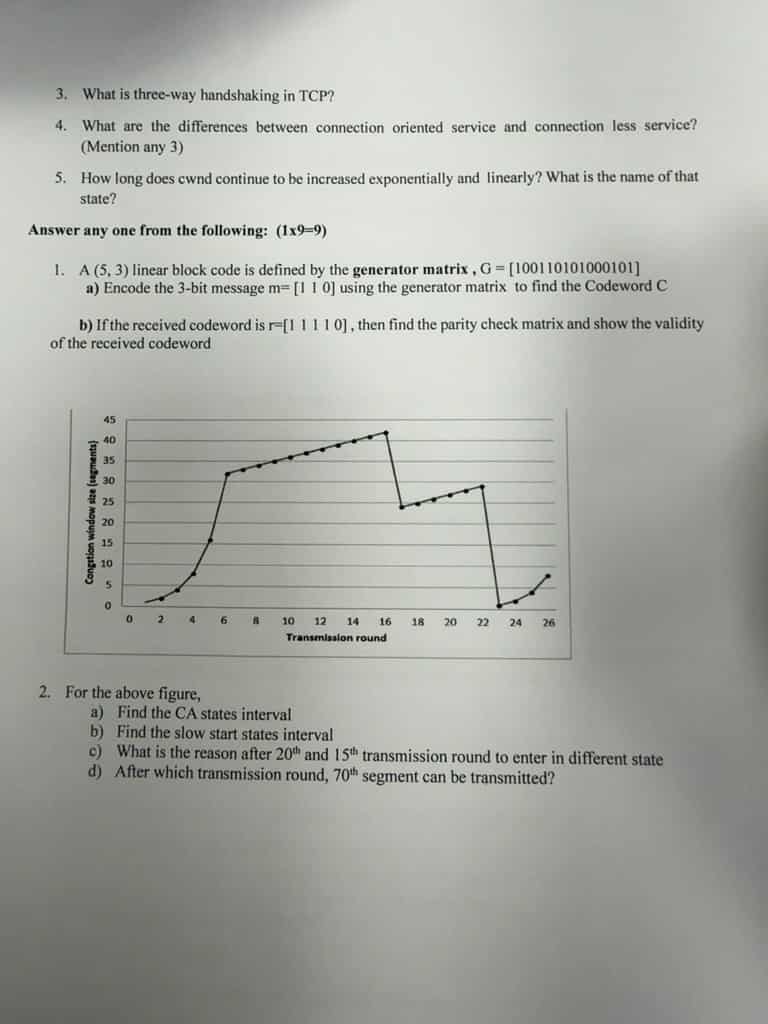 3. What is three-way handshaking in TCP?
4. What are the differences between connection oriented service and connection less service?
(Mention any 3)
5. How long does cwnd continue to be increased exponentially and linearly? What is the name of that
state?
Answer any one from the following: (1x9=9)
1. A (5, 3) linear block code is defined by the generator matrix , G = [100110101000101]
a) Encode the 3-bit message m= [1 1 0] using the generator matrix to find the Codeword C
b) If the received codeword is r=[1 1 1 1 0] , then find the parity check matrix and show the validity
of the received codeword
Congstion window size (segments)
45
40
35
30
25
20
15
10
5
0
0 2 4 6 8 10 12 14 16 18 20 22 24 26
Transmission round
2. For the above figure,
a) Find the CA states interval
b) Find the slow start states interval
c) What is the reason after 20th and 15th transmission round to enter in different state
d) After which transmission round, 70th segment can be transmitted?